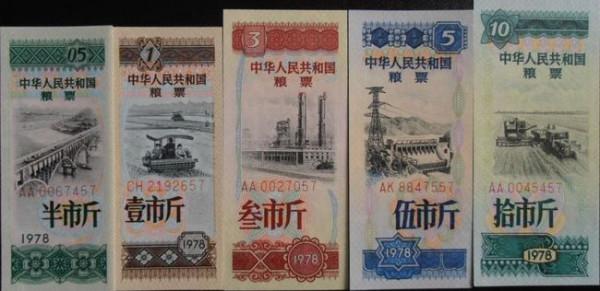 05
中华人民共和国
粮票
AA 0067457
半市斤
1978
1
中华人民共和国
粮票
CH 2192657
壹市斤
1978
3
中华人民共和国
粮票
AA 0027057
叁市斤
1978
5
中华人民共和国
粮票
AK 8847557
伍市斤
1978
10
中华人民共和国
粮票
AA 0045457
拾市斤
1978